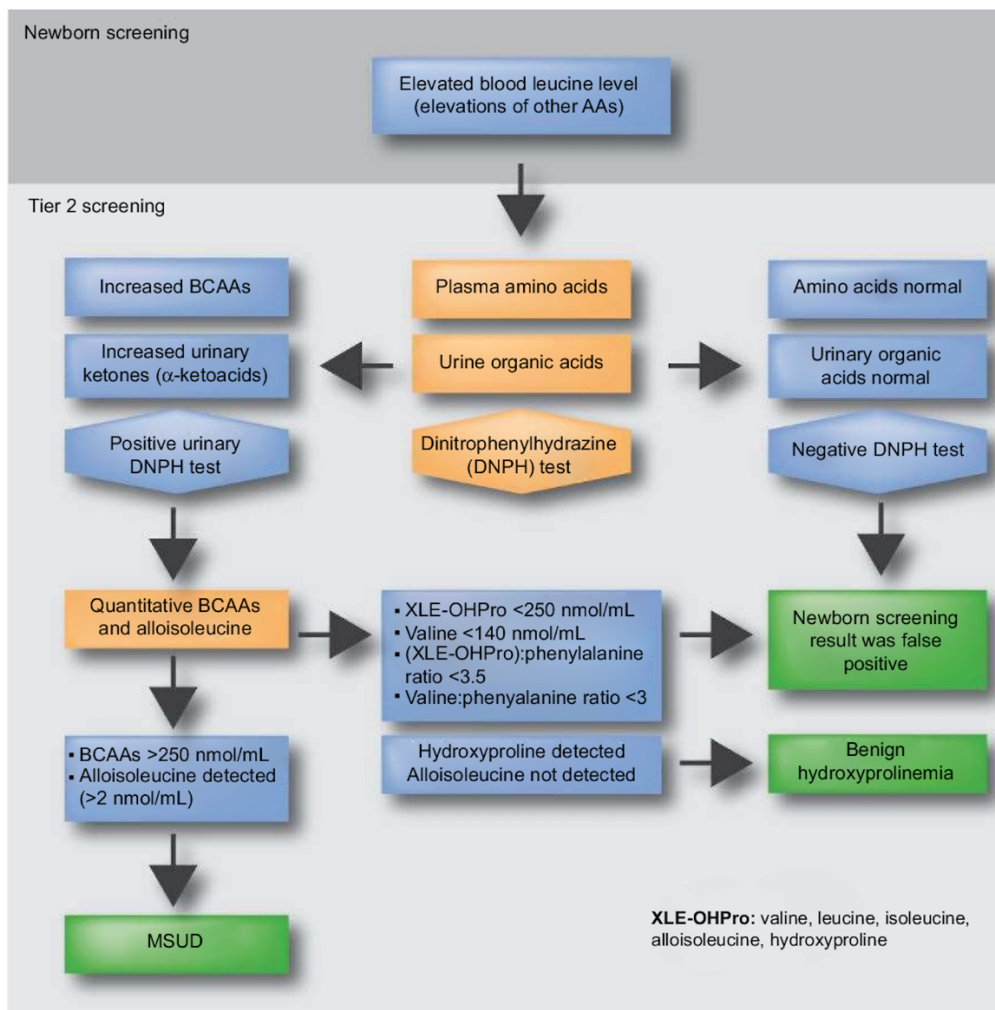 Newborn screening
Elevated blood leucine level
(elevations of other AAs)
Tier 2 screening
Increased BCAAs
Plasma amino acids
Amino acids normal
Increased urinary
ketones (α-ketoacids)
Urine organic acids
Urinary organic
acids normal
Positive urinary
DNPH test
Dinitrophenylhydrazine
(DNPH) test
Negative DNPH test
Quantitative BCAAs
and alloisoleucine
▪ XLE-OHPro <250 nmol/mL
▪ Valine <140 nmol/mL
▪ (XLE-OHPro):phenylalanine
ratio <3.5
▪ Valine:phenyalanine ratio <3
Newborn screening
result was false
positive
▪ BCAAs >250 nmol/mL
▪ Alloisoleucine detected
(>2 nmol/mL)
Hydroxyproline detected
Alloisoleucine not detected
Benign
hydroxyprolinemia
MSUD
XLE-OHPro: valine, leucine, isoleucine,
alloisoleucine, hydroxyproline